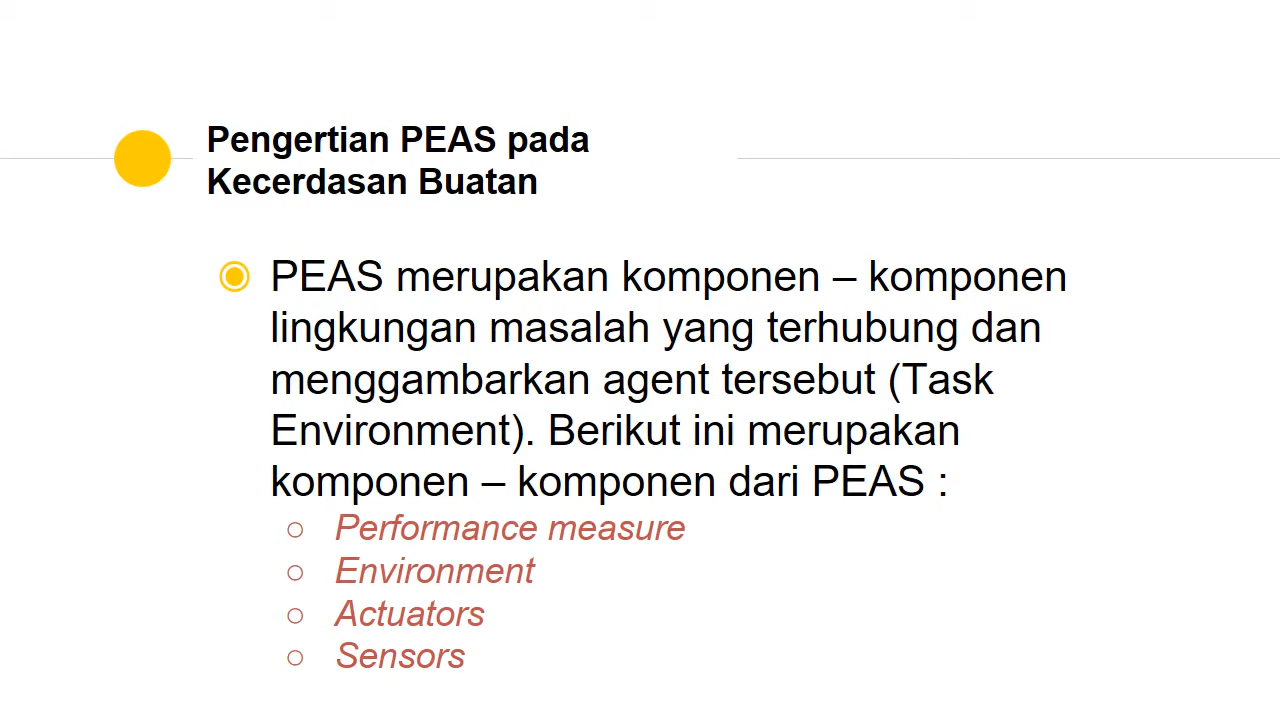 Pengertian PEAS pada
Kecerdasan Buatan
PEAS merupakan komponen – komponen
lingkungan masalah yang terhubung dan
menggambarkan agent tersebut (Task
Environment). Berikut ini merupakan
komponen – komponen dari PEAS :
Performance measure
Environment
Actuators
Sensors